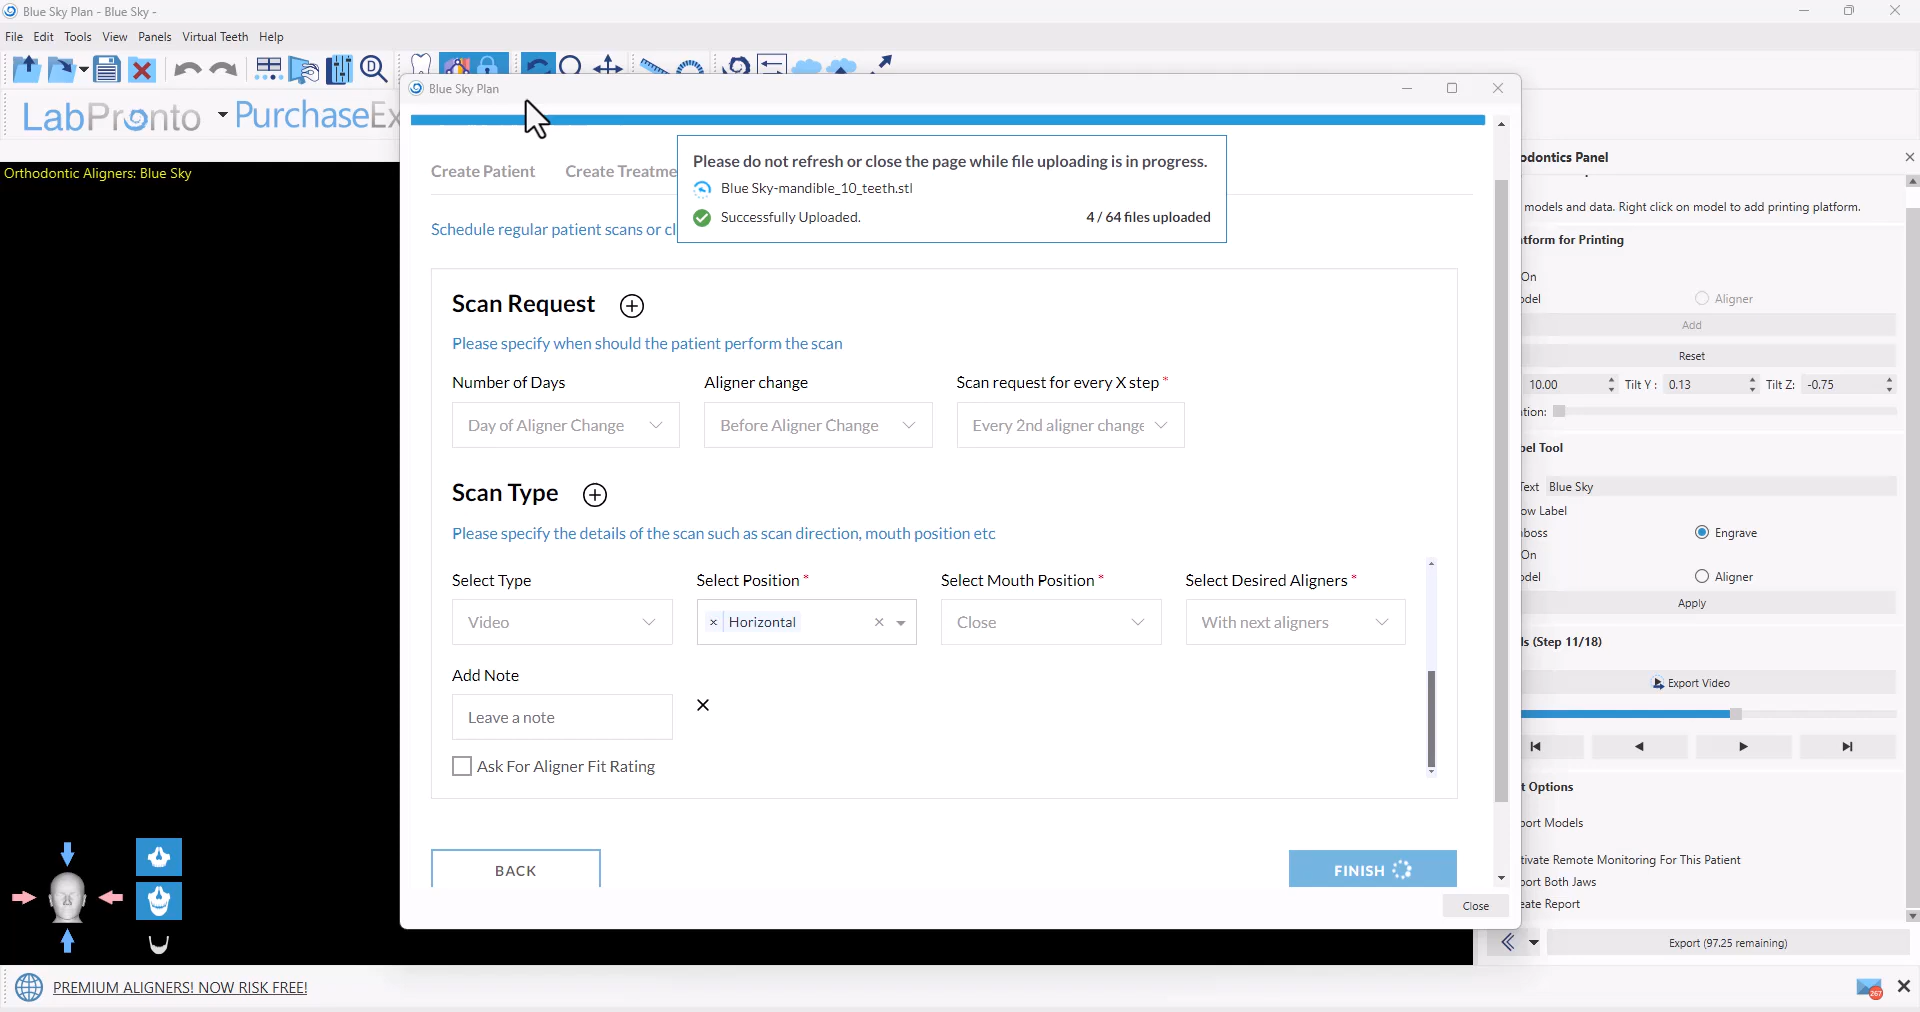 Blue Sky Plan - Blue Sky -
File Edit Tools View Panels Virtual Teeth Help
LabPronto PurchaseEx
Blue Sky Plan
Orthodontic Aligners: Blue Sky
Create Patient Create Treatme
Please do not refresh or close the page while file uploading is in progress.
Blue Sky-mandible_10_teeth.stl
Successfully Uploaded. 4 / 64 files uploaded
Schedule regular patient scans or cl
Scan Request
Please specify when should the patient perform the scan
Number of Days Aligner change Scan request for every X step *
Day of Aligner Change Before Aligner Change Every 2nd aligner change
Scan Type
Please specify the details of the scan such as scan direction, mouth position etc
Select Type Select Position * Select Mouth Position * Select Desired Aligners *
Video × Horizontal × Close With next aligners
Add Note
Leave a note
Ask For Aligner Fit Rating
BACK FINISH
Close
odontics Panel
models and data. Right click on model to add printing platform.
tform for Printing
On
odel Aligner
Add
Reset
10.00 Tilt Y: 0.13 Tilt Z: -0.75
tion:
bel Tool
Text Blue Sky
ow Label
boss Engrave
On
odel Aligner
Apply
ls (Step 11/18)
Export Video
t Options
port Models
tivate Remote Monitoring For This Patient
port Both Jaws
eate Report
Export (97.25 remaining)
PREMIUM ALIGNERS! NOW RISK FREE!
267